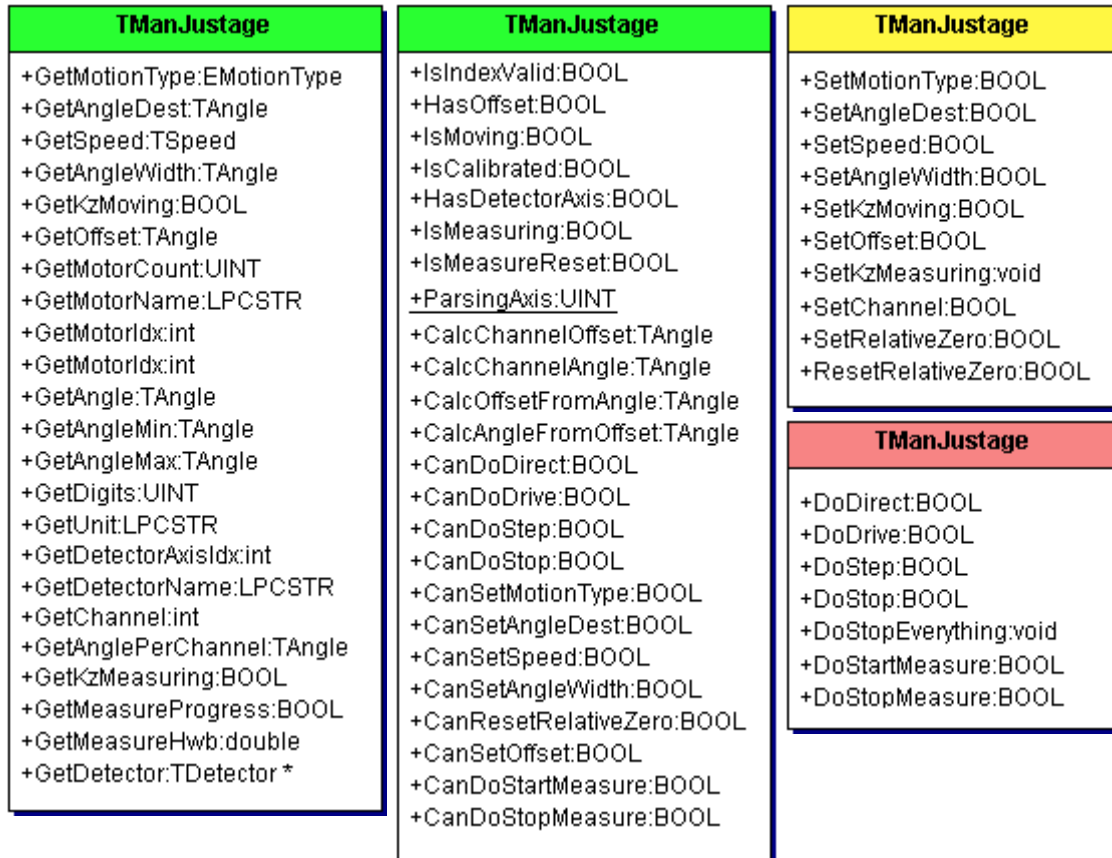 TManJustage
+GetMotionType:EMotionType
+GetAngleDest:TAngle
+GetSpeed:TSpeed
+GetAngleWidth:TAngle
+GetKzMoving:BOOL
+GetOffset:TAngle
+GetMotorCount:UINT
+GetMotorName:LPCSTR
+GetMotorIdx:int
+GetMotorIdx:int
+GetAngle:TAngle
+GetAngleMin:TAngle
+GetAngleMax:TAngle
+GetDigits:UINT
+GetUnit:LPCSTR
+GetDetectorAxisIdx:int
+GetDetectorName:LPCSTR
+GetChannel:int
+GetAnglePerChannel:TAngle
+GetKzMeasuring:BOOL
+GetMeasureProgress:BOOL
+GetMeasureHwb:double
+GetDetector:TDetector *
TManJustage
+IsIndexValid:BOOL
+HasOffset:BOOL
+IsMoving:BOOL
+IsCalibrated:BOOL
+HasDetectorAxis:BOOL
+IsMeasuring:BOOL
+IsMeasureReset:BOOL
+ParsingAxis:UINT
+CalcChannelOffset:TAngle
+CalcChannelAngle:TAngle
+CalcOffsetFromAngle:TAngle
+CalcAngleFromOffset:TAngle
+CanDoDirect:BOOL
+CanDoDrive:BOOL
+CanDoStep:BOOL
+CanDoStop:BOOL
+CanSetMotionType:BOOL
+CanSetAngleDest:BOOL
+CanSetSpeed:BOOL
+CanSetAngleWidth:BOOL
+CanResetRelativeZero:BOOL
+CanSetOffset:BOOL
+CanDoStartMeasure:BOOL
+CanDoStopMeasure:BOOL
TManJustage
+SetMotionType:BOOL
+SetAngleDest:BOOL
+SetSpeed:BOOL
+SetAngleWidth:BOOL
+SetKzMoving:BOOL
+SetOffset:BOOL
+SetKzMeasuring:void
+SetChannel:BOOL
+SetRelativeZero:BOOL
+ResetRelativeZero:BOOL
TManJustage
+DoDirect:BOOL
+DoDrive:BOOL
+DoStep:BOOL
+DoStop:BOOL
+DoStopEverything:void
+DoStartMeasure:BOOL
+DoStopMeasure:BOOL